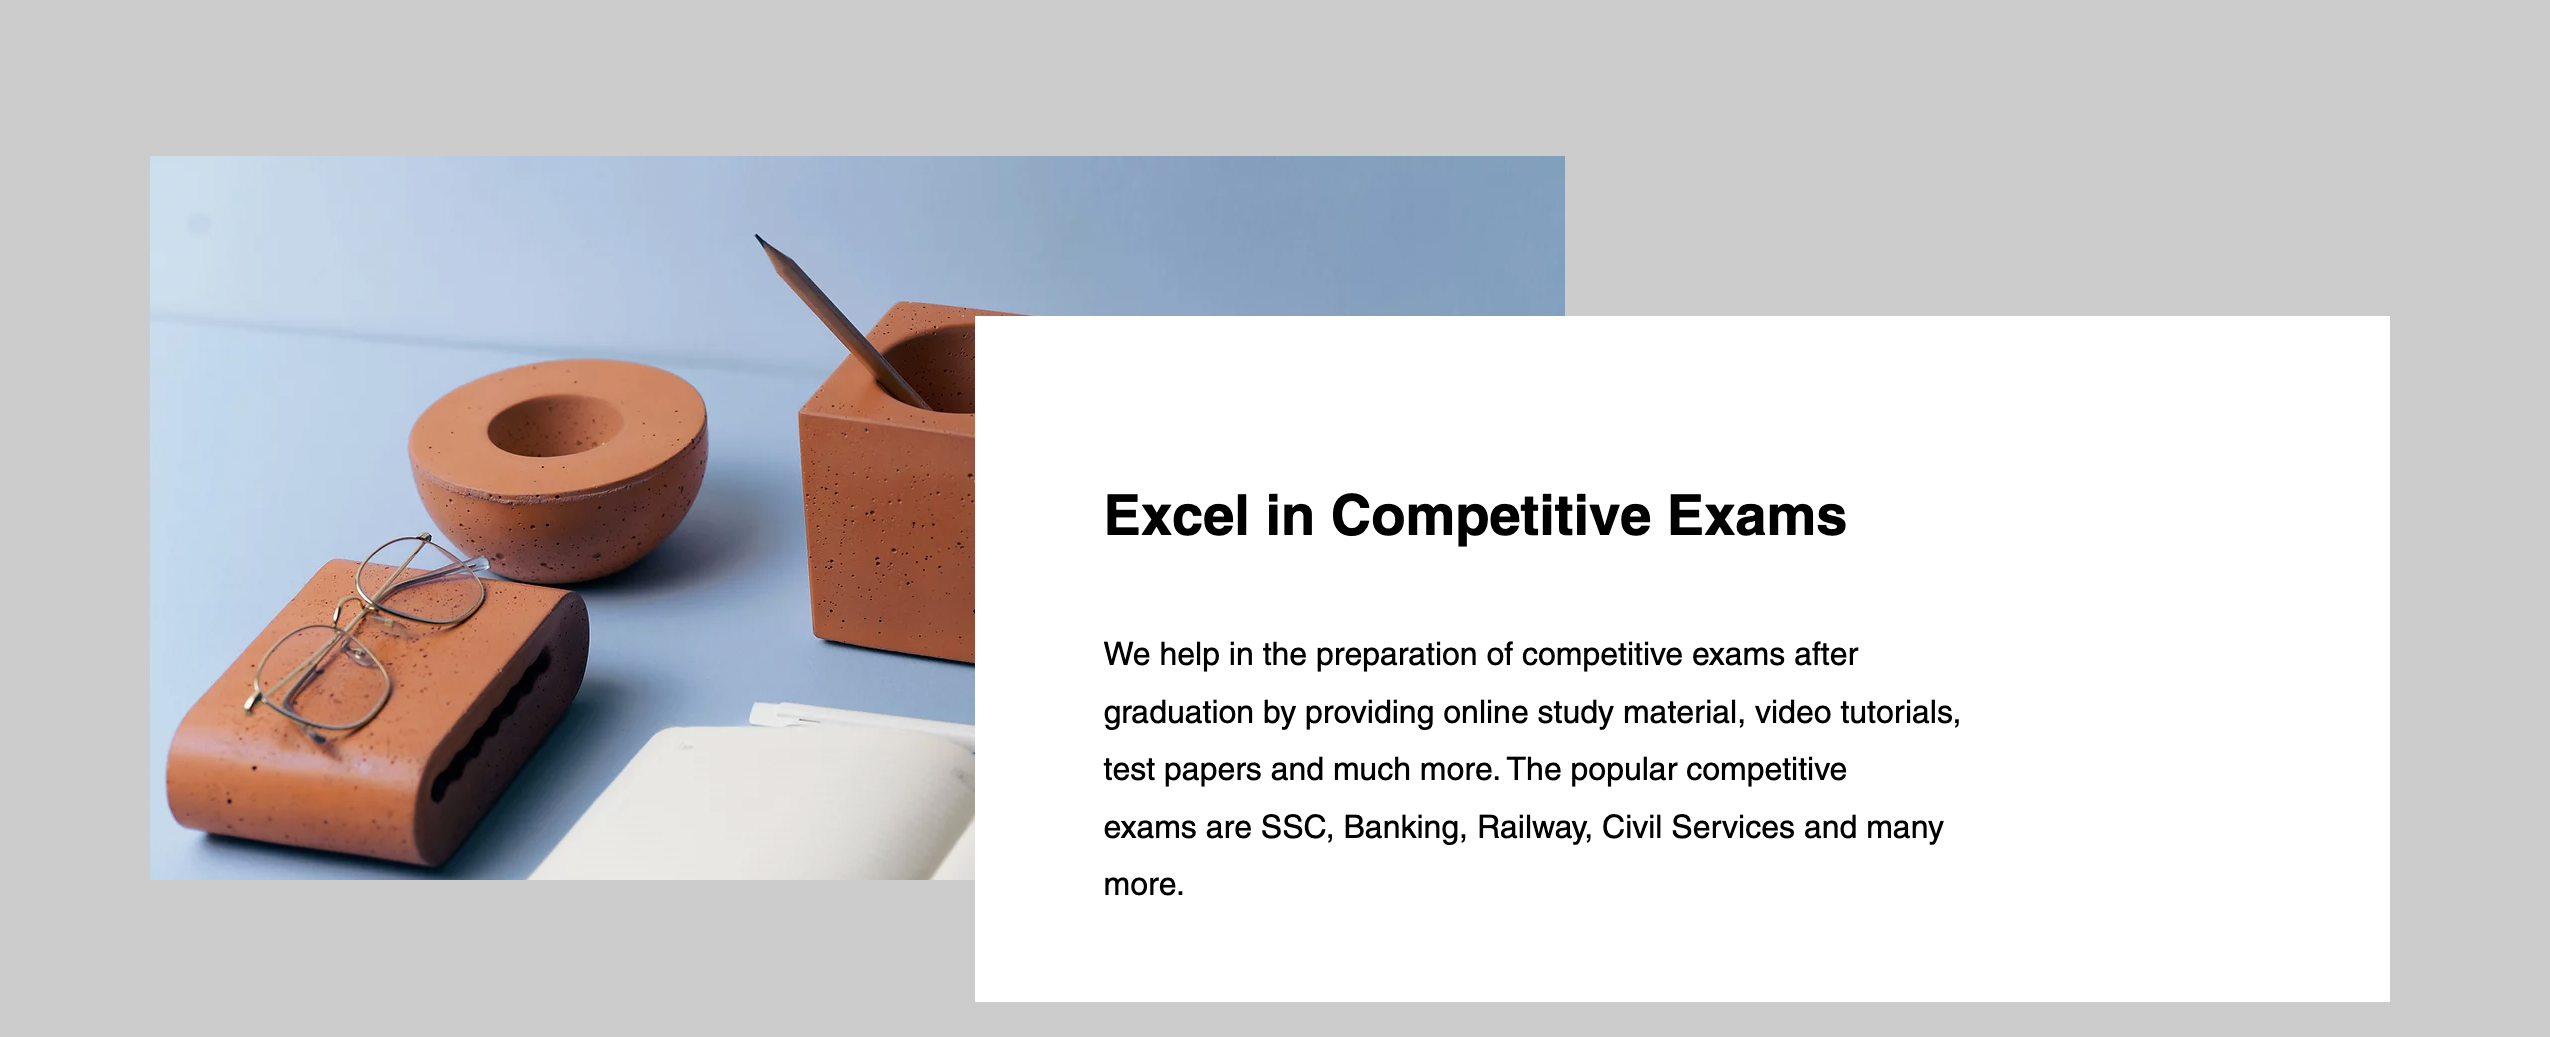 Excel in Competitive Exams
We help in the preparation of competitive exams after
graduation by providing online study material, video tutorials,
test papers and much more. The popular competitive
exams are SSC, Banking, Railway, Civil Services and many
more.